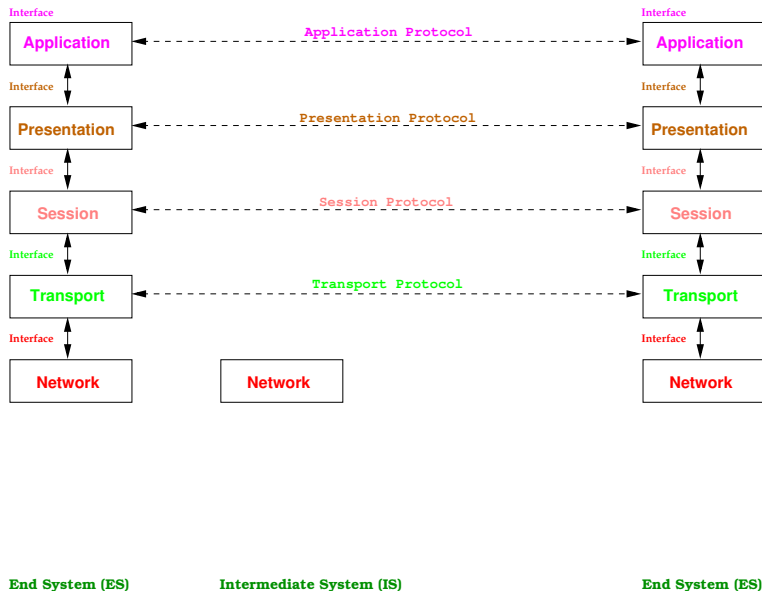 Interface Interface
Application Application Protocol Application
Interface Interface
Presentation Presentation Protocol Presentation
Interface Interface
Session Session Protocol Session
Interface Interface
Transport Transport Protocol Transport
Interface Interface
Network Network Network
End System (ES) Intermediate System (IS) End System (ES)